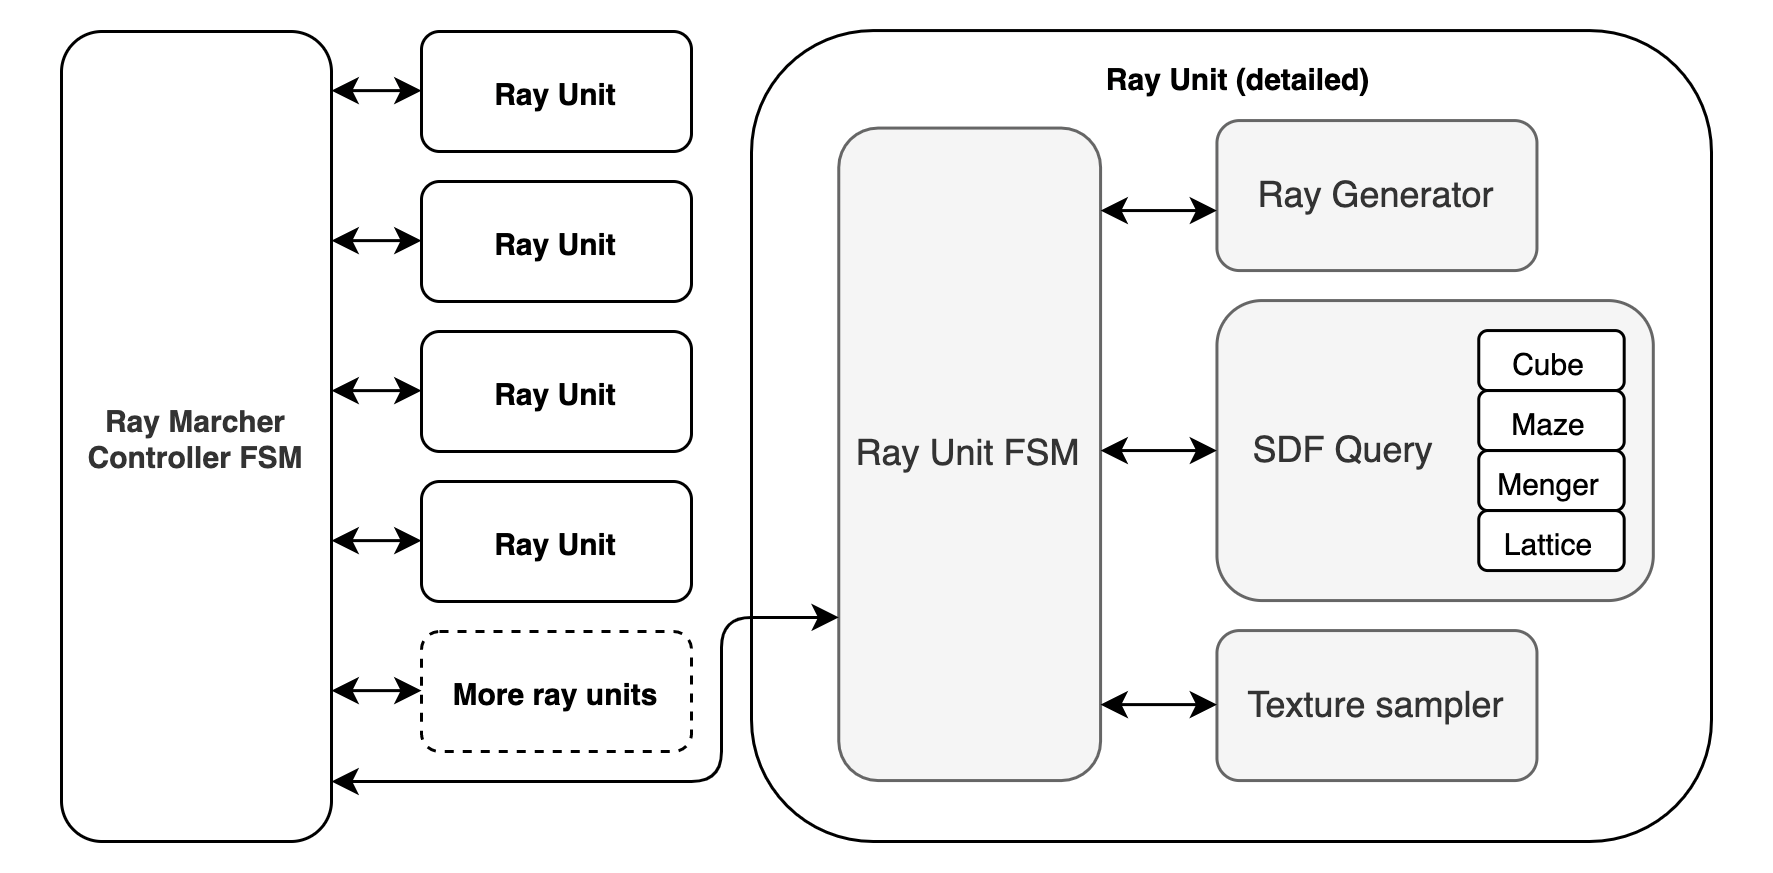 Ray Marcher
Controller FSM
Ray Unit
Ray Unit
Ray Unit
Ray Unit
More ray units
Ray Unit (detailed)
Ray Unit FSM
Ray Generator
SDF Query
Cube
Maze
Menger
Lattice
Texture sampler